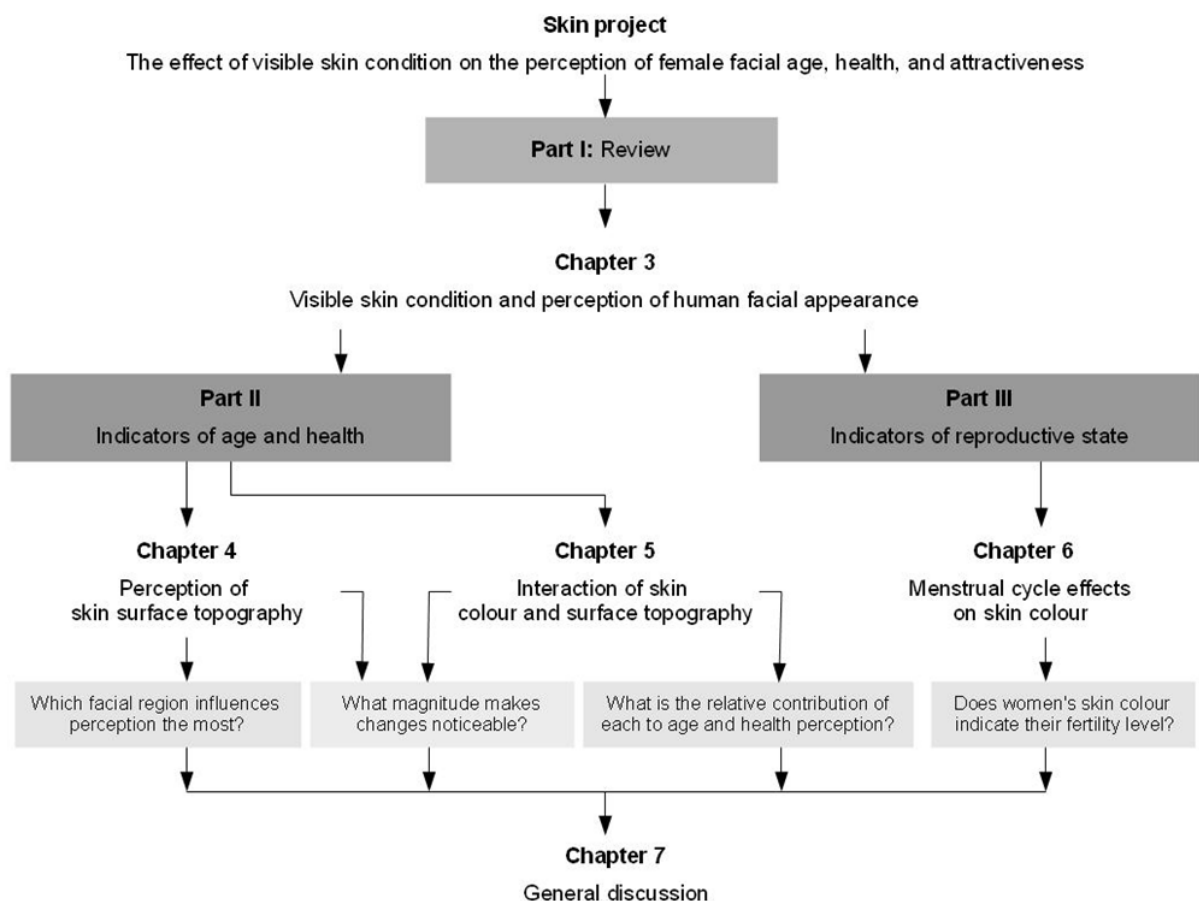 Skin project
The effect of visible skin condition on the perception of female facial age, health, and attractiveness
Part I: Review
Chapter 3
Visible skin condition and perception of human facial appearance
Part II
Indicators of age and health
Part III
Indicators of reproductive state
Chapter 4
Perception of
skin surface topography
Chapter 5
Interaction of skin
colour and surface topography
Chapter 6
Menstrual cycle effects
on skin colour
Which facial region influences
perception the most?
What magnitude makes
changes noticeable?
What is the relative contribution of
each to age and health perception?
Does women's skin colour
indicate their fertility level?
Chapter 7
General discussion